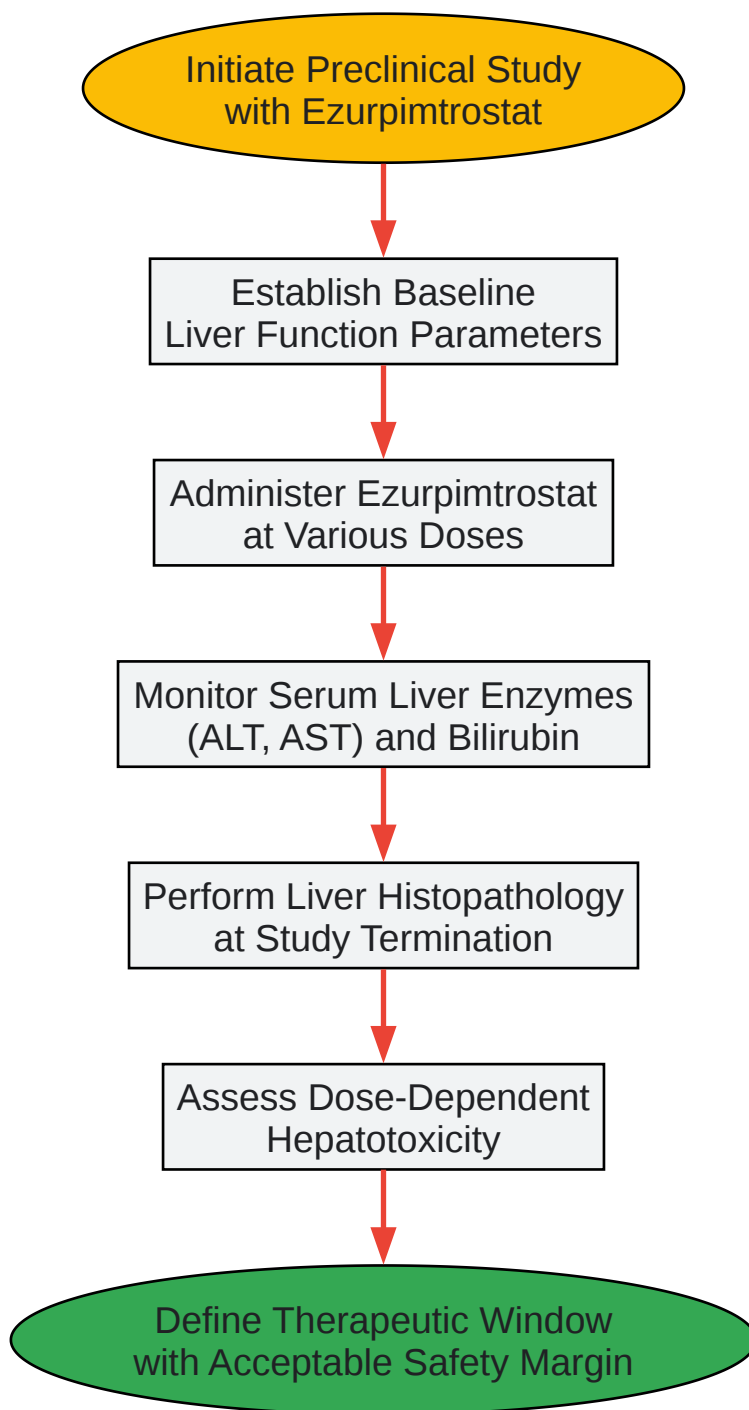 Initiate Preclinical Study
with Ezurpimtrostat
Establish Baseline
Liver Function Parameters
Administer Ezurpimtrostat
at Various Doses
Monitor Serum Liver Enzymes
(ALT, AST) and Bilirubin
Perform Liver Histopathology
at Study Termination
Assess Dose-Dependent
Hepatotoxicity
Define Therapeutic Window
with Acceptable Safety Margin